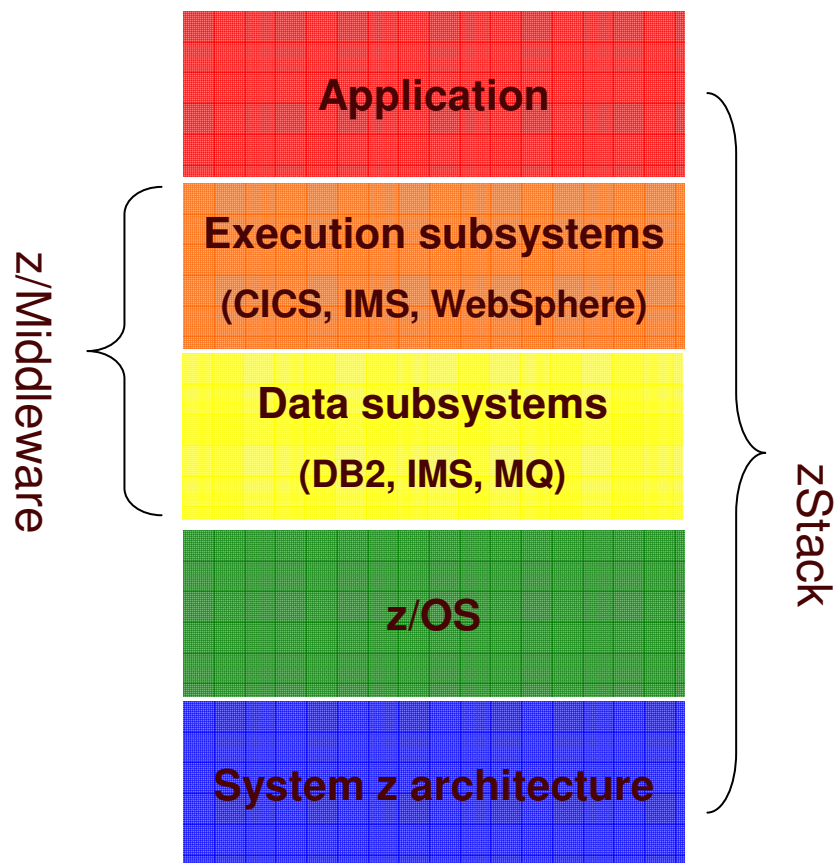 Application
Execution subsystems
(CICS, IMS, WebSphere)
Data subsystems
(DB2, IMS, MQ)
z/OS
System z architecture
z/Middleware
zStack